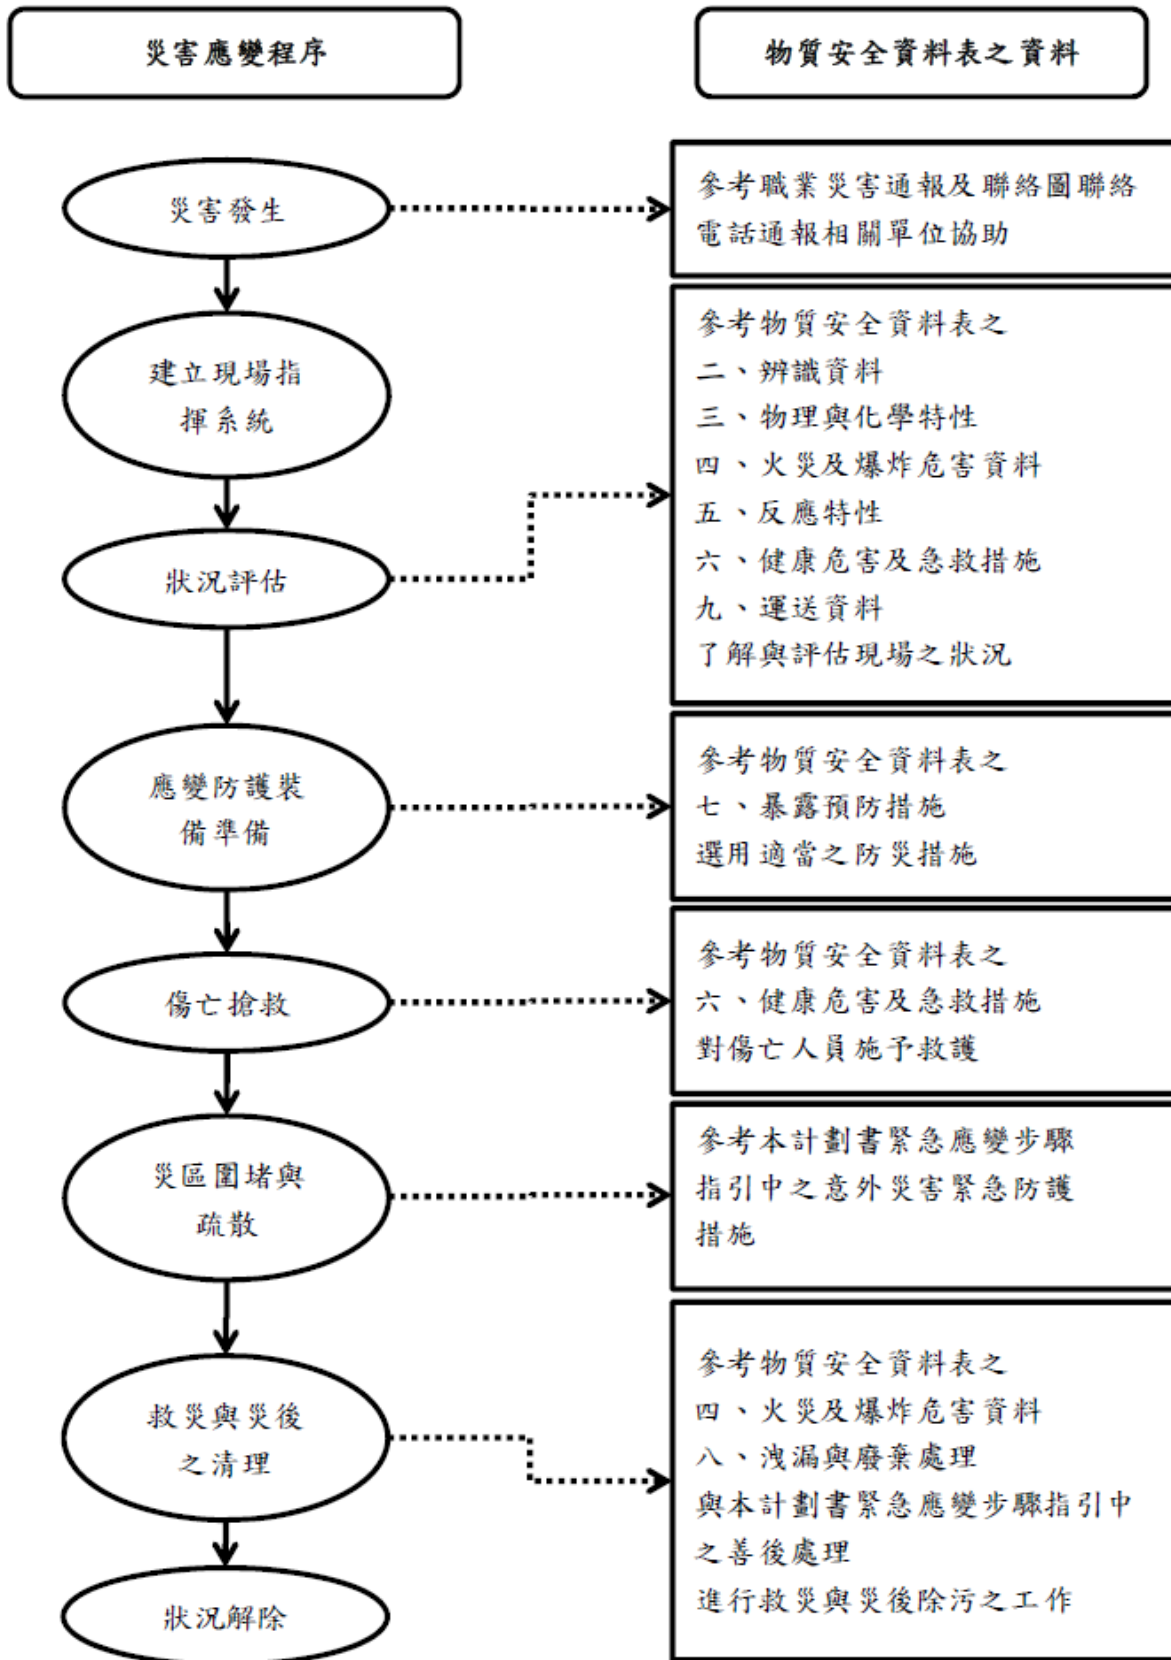 災害應變程序
物質安全資料表之資料
災害發生
參考職業災害通報及聯絡圖聯絡
電話通報相關單位協助
建立現場指
揮系統
狀況評估
參考物質安全資料表之
二、辨識資料
三、物理與化學特性
四、火災及爆炸危害資料
五、反應特性
六、健康危害及急救措施
九、運送資料
了解與評估現場之狀況
應變防護裝
備準備
參考物質安全資料表之
七、暴露預防措施
選用適當之防災措施
傷亡搶救
參考物質安全資料表之
六、健康危害及急救措施
對傷亡人員施予救護
災區圍堵與
疏散
參考本計劃書緊急應變步驟
指引中之意外災害緊急防護
措施
救災與災後
之清理
參考物質安全資料表之
四、火災及爆炸危害資料
八、洩漏與廢棄處理
與本計劃書緊急應變步驟指引中
之善後處理
進行救災與災後除污之工作
狀況解除